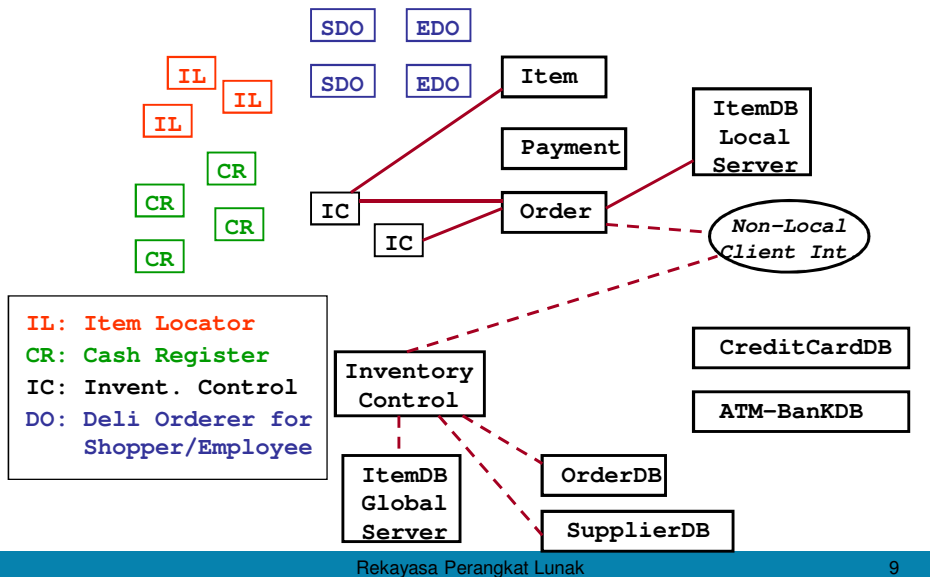 SDO EDO
IL
IL
IL
SDO EDO
Item
ItemDB
Local
Server
Payment
CR
CR
CR
CR
IC
IC
Order
Non-Local
Client Int
IL: Item Locator
CR: Cash Register
IC: Invent. Control
DO: Deli Orderer for
Shopper/Employee
Inventory
Control
CreditCardDB
ATM-BanKDB
ItemDB
Global
Server
OrderDB
SupplierDB
Rekayasa Perangkat Lunak 9